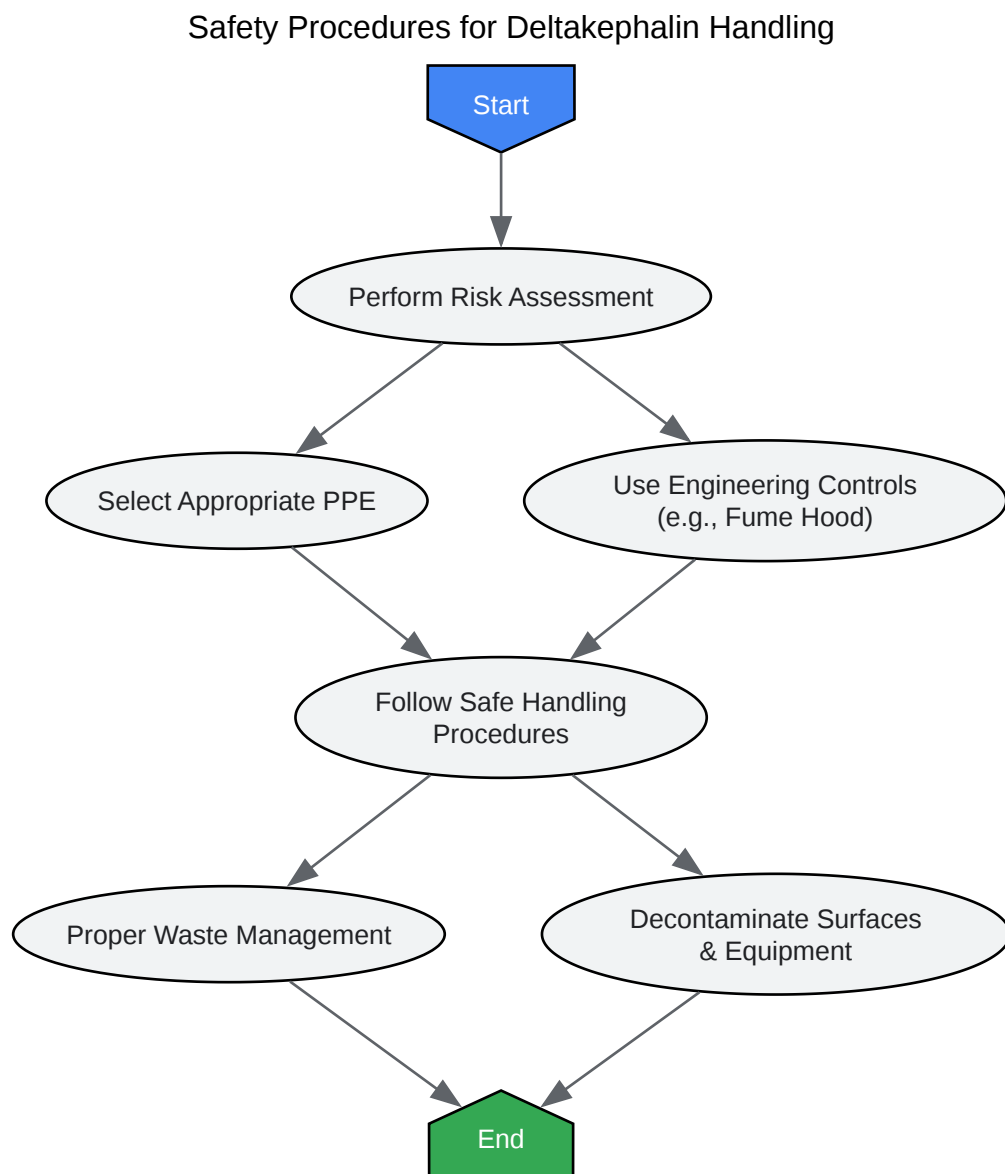 Safety Procedures for Deltakephalin Handling
Start
Perform Risk Assessment
Select Appropriate PPE
Use Engineering Controls
(e.g., Fume Hood)
Follow Safe Handling
Procedures
Proper Waste Management
Decontaminate Surfaces
& Equipment
End